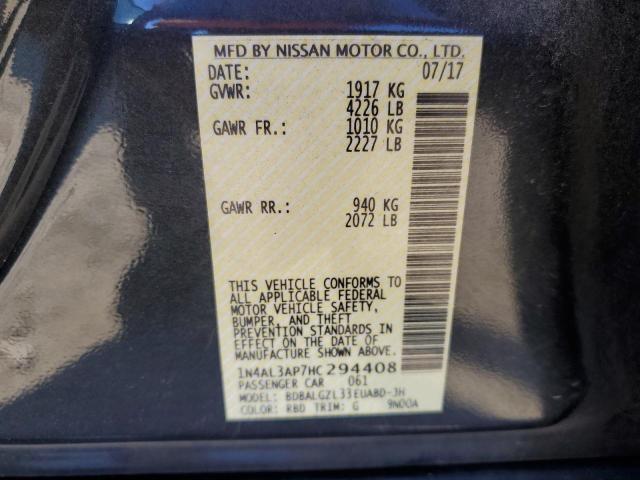 MFD BY NISSAN MOTOR CO., LTD.
DATE: 07/17
GVWR: 1917 KG
4226 LB
GAWR FR.: 1010 KG
2227 LB
GAWR RR.: 940 KG
2072 LB
THIS VEHICLE CONFORMS TO
ALL APPLICABLE FEDERAL
MOTOR VEHICLE SAFETY,
BUMPER, AND THEFT
PREVENTION STANDARDS IN
EFFECT ON THE DATE OF
MANUFACTURE SHOWN ABOVE.
1N4AL3AP7HC294408
PASSENGER CAR 061
MODEL: BDBALGZL33EUABD-3H
COLOR: RBD TRIM: G 9N00A